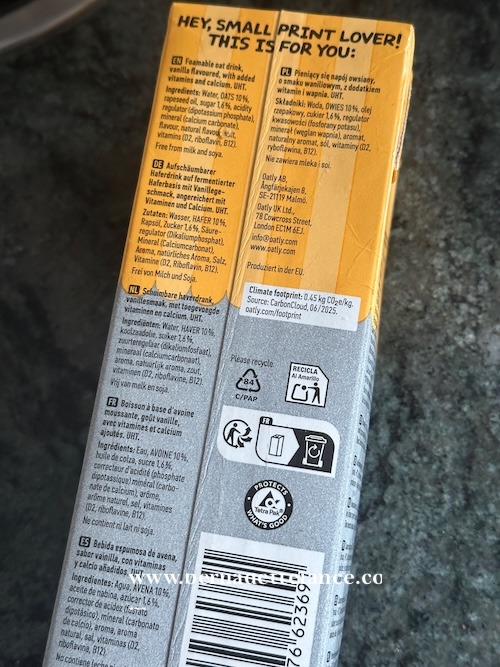 HEY, SMALL PRINT LOVER!
THIS IS FOR YOU:
EN Foamable oat drink,
vanilla flavoured, with added
vitamins and calcium. UHT.
Ingredients: Water, OATS 10%,
rapeseed oil, sugar 1,6%, acidity
regulator (dipotassium phosphate),
mineral (calcium carbonate),
flavour, natural flavour, salt,
vitamins (D2, riboflavin, B12).
Free from milk and soya.
DE Aufschäumbarer
Haferdrink auf fermentierter
Haferbasis mit Vanille-
schmack, angereichert mit
Vitaminen und Calcium. UHT.
Zutaten: Wasser, HAFER 10%,
Rapsöl, Zucker 1,6%, Säure-
regulator (Dikaliumphosphat),
Mineral (Calciumcarbonat),
Aroma, natürliches Aroma, Salz,
Vitamine (D2, Riboflavin, B12).
Frei von Milch und Soja.
NL Schuimbare haverdrank,
vanillesmaak, met toegevoegde
vitaminen en calcium. UHT.
Ingrediënten: Water, HAVER 10%,
koolzaadolie, suiker 1,6%,
zuurteregelaar (dikaliumfosfaat),
mineraal (calciumcarbonaat),
aroma, natuurlijk aroma, zout,
vitaminen (D2, riboflavine, B12).
Vrij van melk en soja.
FR Boisson à base d'avoine
moussante, goût vanille,
avec vitamines et calcium
ajoutés. UHT.
Ingrédients: Eau, AVOINE 10%,
huile de colza, sucre 1,6%,
correcteur d'acidité (phosphate
dipotassique), minéral (carbo-
nate de calcium), arôme,
arôme naturel, sel, vitamines
(D2, riboflavine, B12).
Ne contient ni lait ni soja.
ES Bebida espumosa de avena,
sabor vainilla, con vitaminas
y calcio añadidos. UHT.
Ingredientes: Agua, AVENA 10%,
aceite de nabina, azúcar 1,6%,
corrector de acidez (fosfato
dipotásico), mineral (carbonato
de calcio), aroma, aroma
natural, sal, vitaminas (D2,
riboflavina, B12).
No contiene leche ni
PL Pieniący się napój owsiany,
o smaku waniliowym, z dodatkiem
witamin i wapnia. UHT.
Składniki: Woda, OWIES 10%, olej
rzepakowy, cukier 1,6%, regulator
kwasowości (fosforany potasu),
minerał (węglan wapnia), aromat,
naturalny aromat, sól, witaminy (D2,
ryboflawina, B12).
Nie zawiera mleka i soi.
Oatly AB,
Ångfärjekajen 8,
SE-21119 Malmö.
Oatly UK Ltd.,
78 Cowcross Street,
London EC1M 6EJ.
info@oatly.com
www.oatly.com
Produziert in der EU.
Climate footprint: 0.45 kg CO₂e/kg.
Source: CarbonCloud, 06/2025.
oatly.com/footprint
Please recycle.
84
C/PAP
RECICLA
Al Amarillo
FR
PROTECTS
Tetra Pak
WHAT'S GOOD